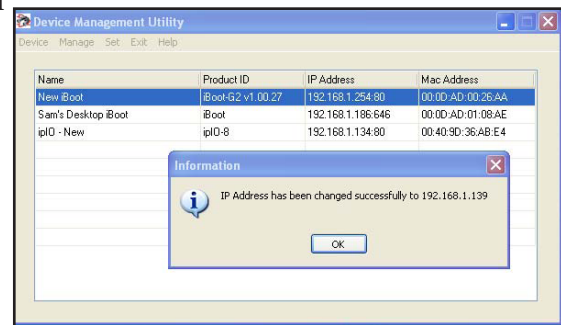 Device Management Utility
Device Manage Set Exit Help
Name Product ID IP Address Mac Address
New iBoot iBoot-G2 v1.00.27 192.168.1.254:80 00:0D:AD:00:26:AA
Sam's Desktop iBoot iBoot 192.168.1.186:646 00:0D:AD:01:08:AE
ipIO - New ipIO-8 192.168.1.134:80 00:40:9D:36:AB:E4
Information
IP Address has been changed successfully to 192.168.1.139
OK